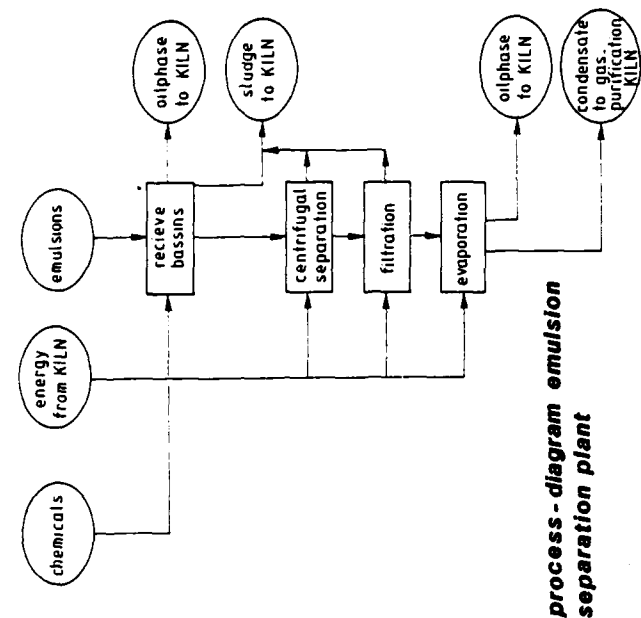 chemicals
energy
from KILN
emulsions
recieve
bassins
oilphase
to KILN
sludge
to KILN
centrifugal
separation
filtration
evaporation
oilphase
to KILN
condensate
to gas.
purification
KILN
process-diagram emulsion
separation plant